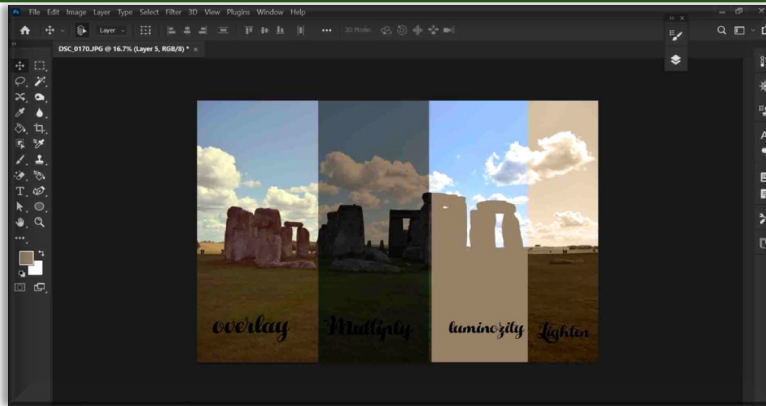 File Edit Image Layer Type Select Filter 3D View Plugins Window Help
Layer 3D Mode:
DSC_0170.JPG @ 16.7% (Layer 5, RGB/8) * ×
overlay Multiply luminozity Lighten